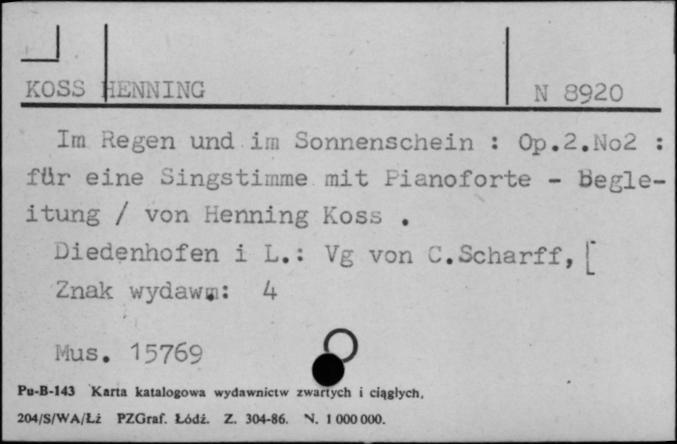 KOSS HENNING
N 8920
Im Regen und im Sonnenschein : Op.2.No2 :
für eine Singstimme mit Pianoforte - Begle-
itung / von Henning Koss .
Diedenhofen i L.: Vg von C.Scharff, [
Znak wydawm: 4
Mus. 15769
Pu-B-143 Karta katalogowa wydawnictw zwartych i ciągłych.
204/S/WA/Łż PZGraf. Łódź. Z. 304-86. N. 1 000 000.